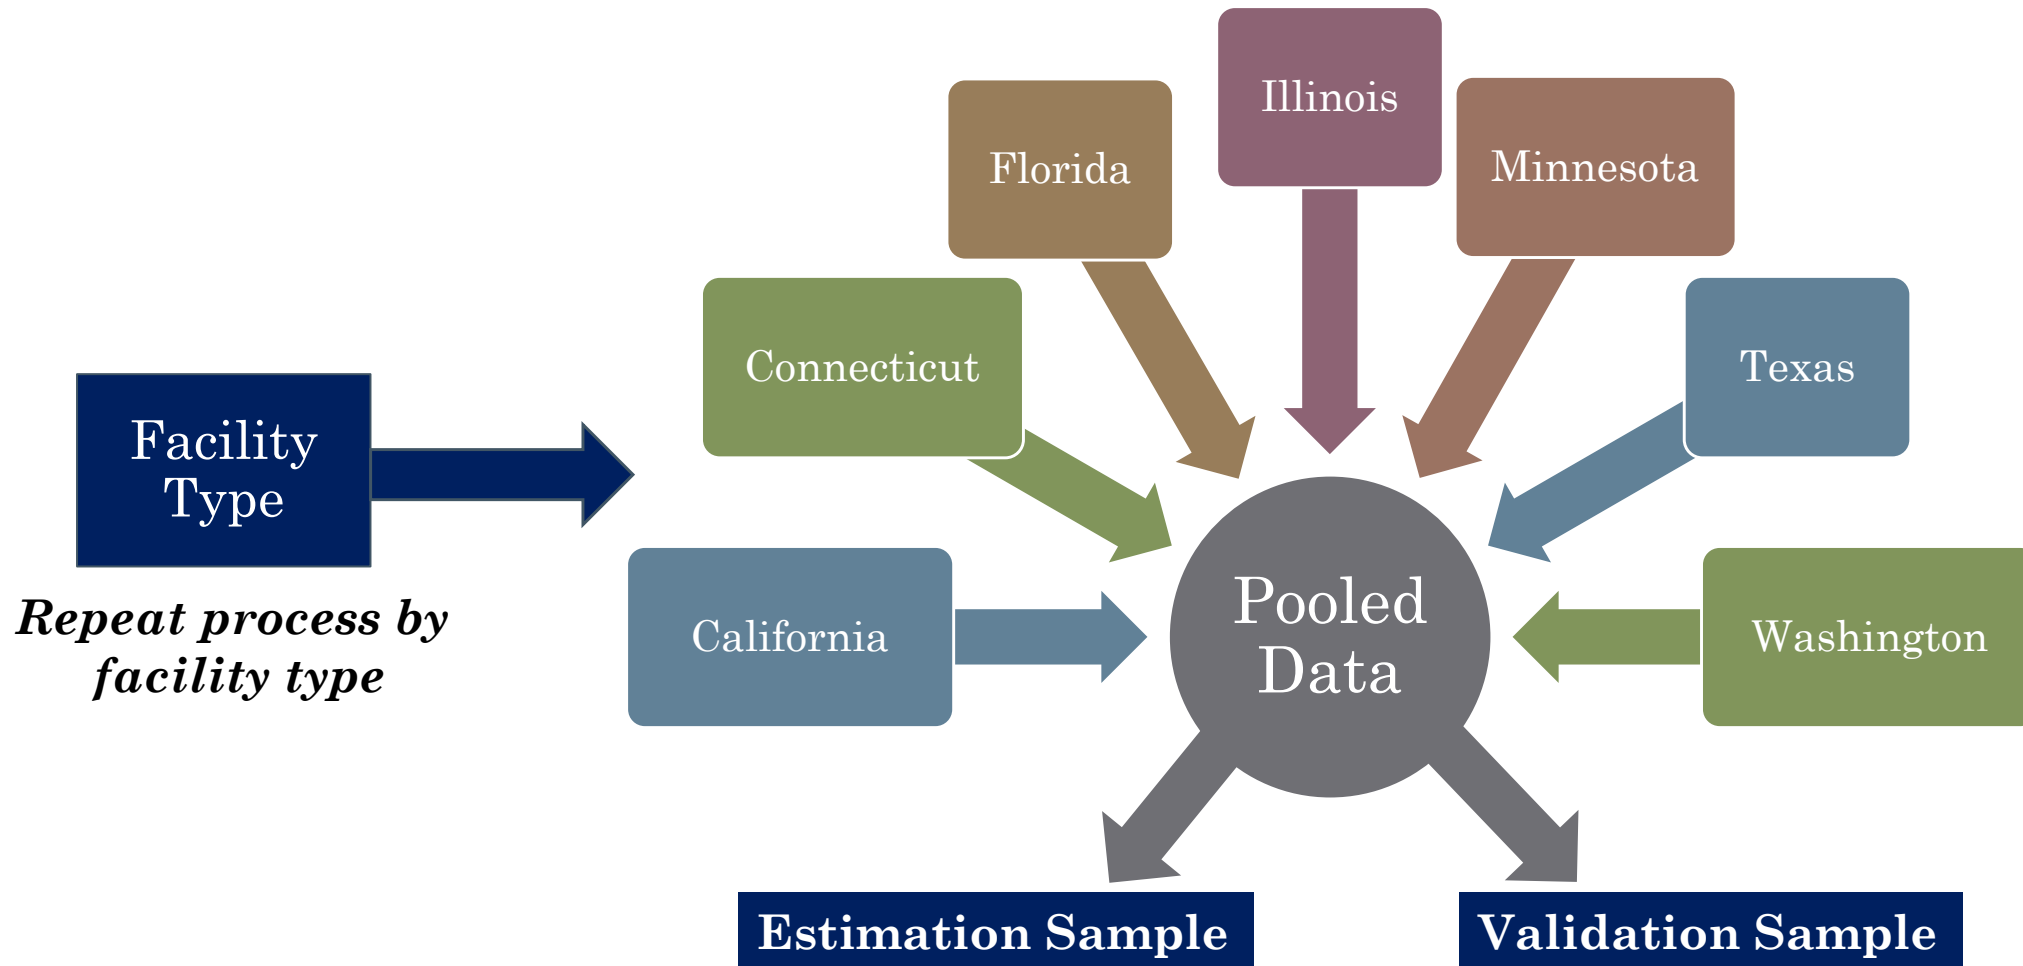 Facility
Type
Repeat process by
facility type
California
Connecticut
Florida
Illinois
Minnesota
Texas
Washington
Pooled
Data
Estimation Sample
Validation Sample